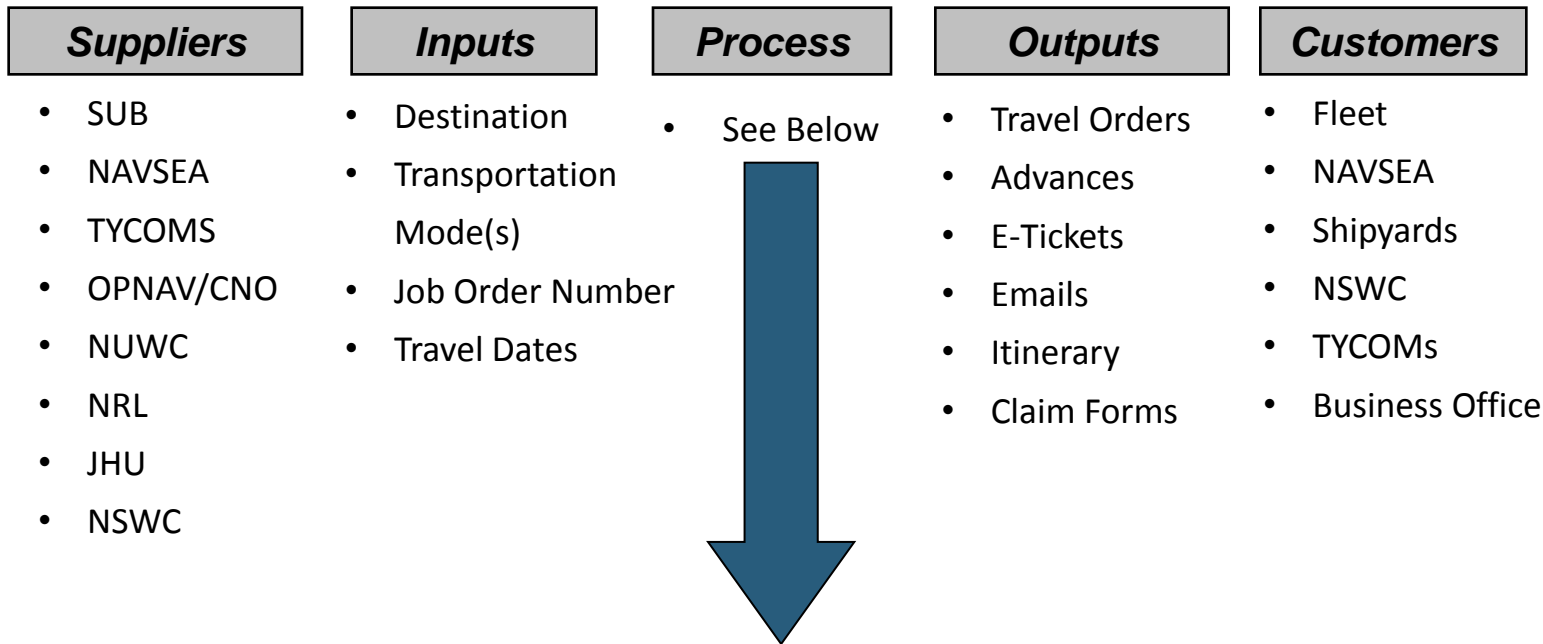 Suppliers
• SUB
• NAVSEA
• TYCOMS
• OPNAV/CNO
• NUWC
• NRL
• JHU
• NSWC
Inputs
• Destination
• Transportation
Mode(s)
• Job Order Number
• Travel Dates
Process
• See Below
Outputs
• Travel Orders
• Advances
• E-Tickets
• Emails
• Itinerary
• Claim Forms
Customers
• Fleet
• NAVSEA
• Shipyards
• NSWC
• TYCOMs
• Business Office